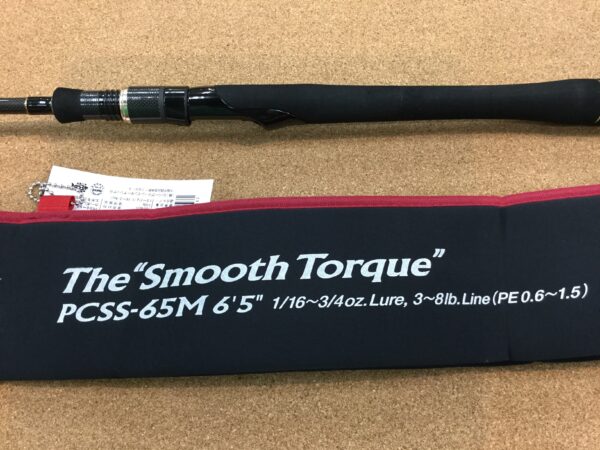 The "Smooth Torque"
PCSS-65M 6'5" 1/16~3/4oz. Lure, 3~8lb. Line (PE 0.6~1.5)